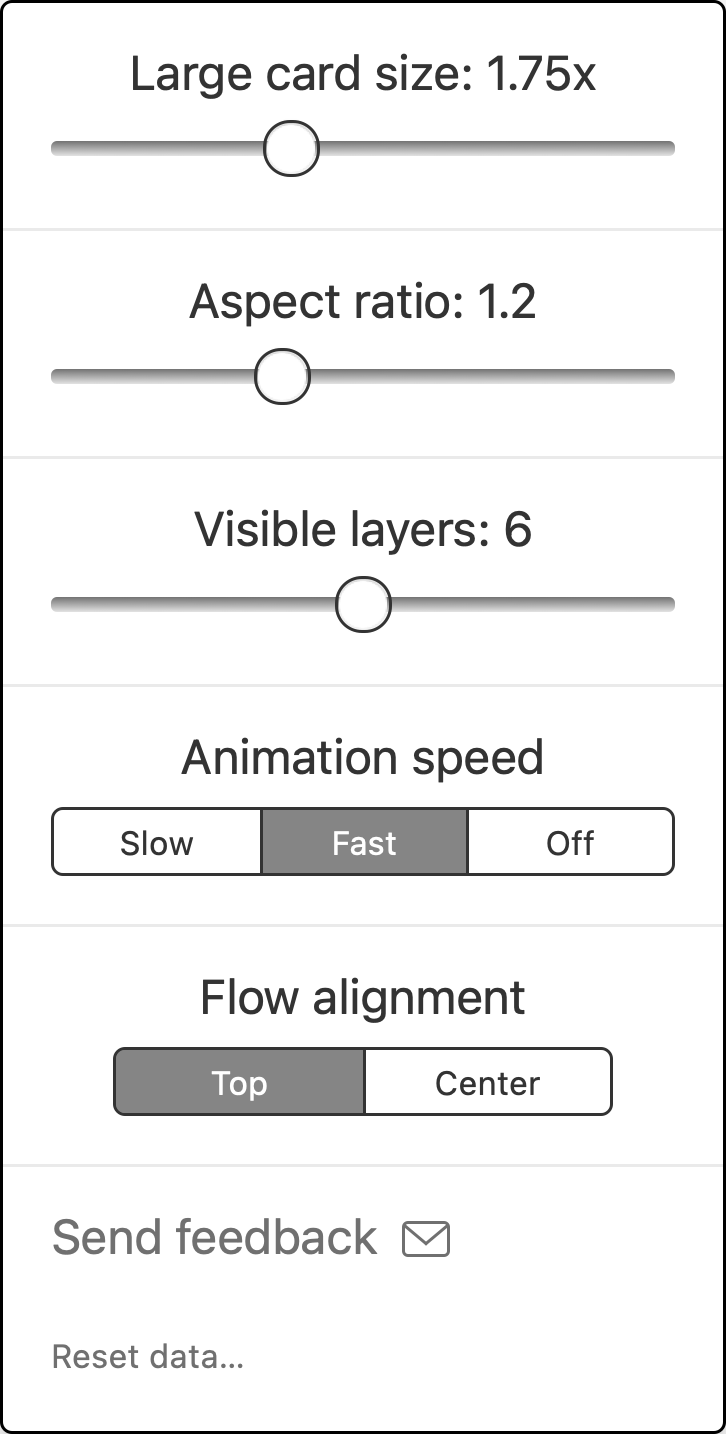 Large card size: 1.75x
Aspect ratio: 1.2
Visible layers: 6
Animation speed
Slow Fast Off
Flow alignment
Top Center
Send feedback
Reset data...